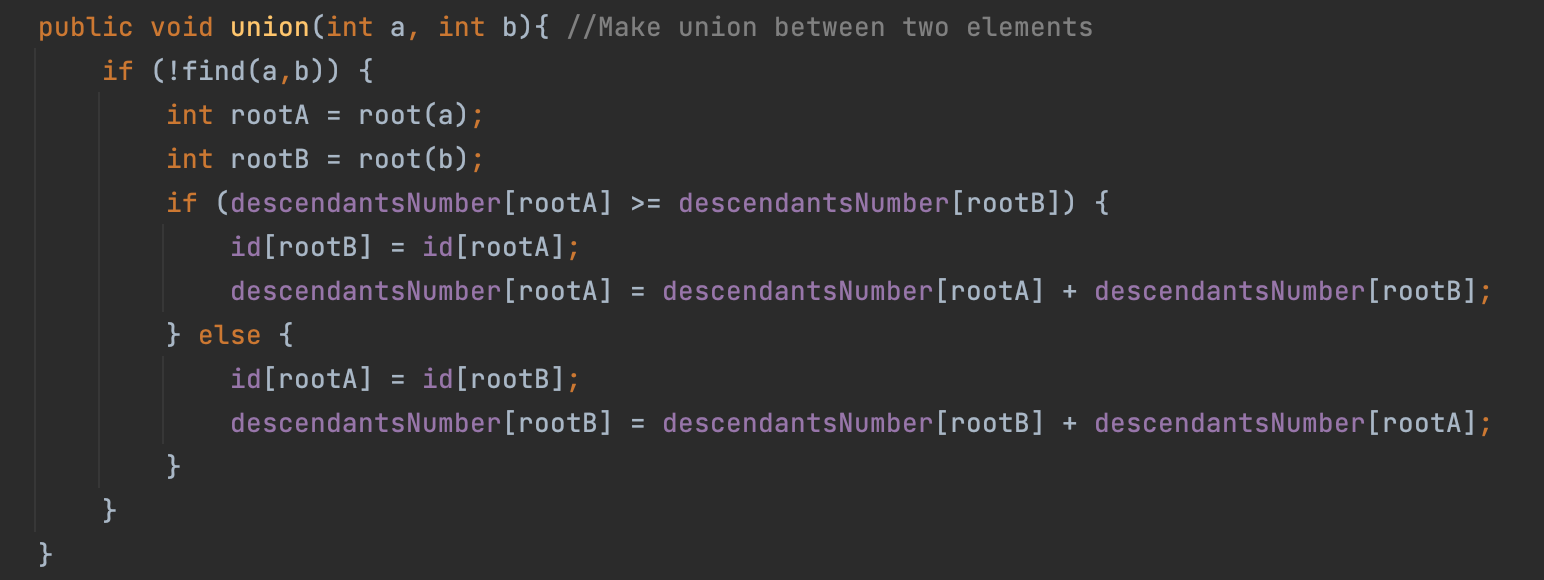 public void union(int a, int b){ //Make union between two elements
    if (!find(a,b)) {
        int rootA = root(a);
        int rootB = root(b);
        if (descendantsNumber[rootA] >= descendantsNumber[rootB]) {
            id[rootB] = id[rootA];
            descendantsNumber[rootA] = descendantsNumber[rootA] + descendantsNumber[rootB];
        } else {
            id[rootA] = id[rootB];
            descendantsNumber[rootB] = descendantsNumber[rootB] + descendantsNumber[rootA];
        }
    }
}